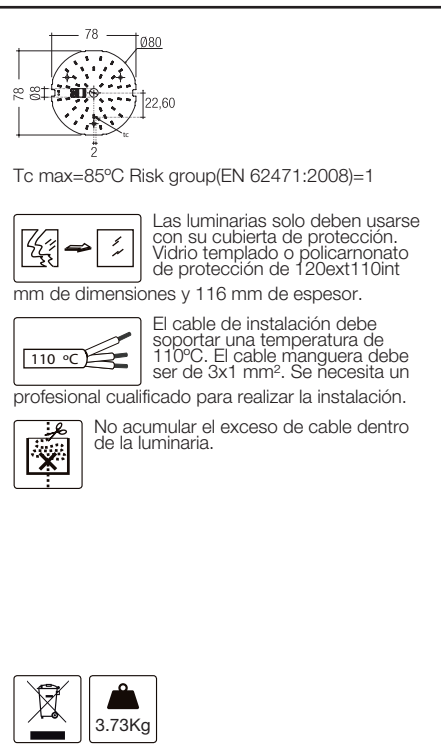 78
Ø80
78
Ø8
22,60
tc
2
Tc max=85ºC Risk group(EN 62471:2008)=1
Las luminarias solo deben usarse
con su cubierta de protección.
Vidrio templado o policarnonato
de protección de 120ext110int
mm de dimensiones y 116 mm de espesor.
110 ºC
El cable de instalación debe
soportar una temperatura de
110ºC. El cable manguera debe
ser de 3x1 mm². Se necesita un
profesional cualificado para realizar la instalación.
No acumular el exceso de cable dentro
de la luminaria.
3.73Kg